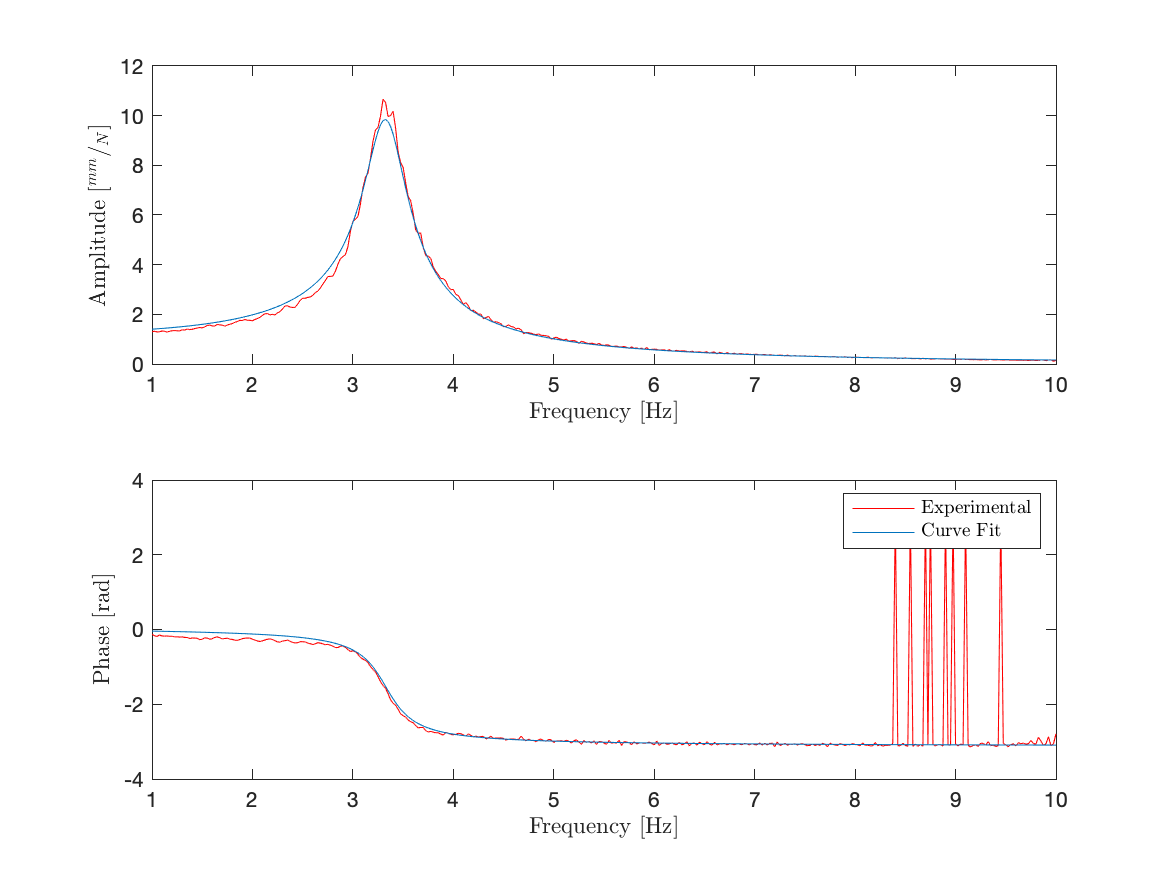 12
10
8
6
4
2
0
Amplitude [mm/N]
1 2 3 4 5 6 7 8 9 10
Frequency [Hz]
4
2
0
-2
-4
Phase [rad]
Experimental
Curve Fit
1 2 3 4 5 6 7 8 9 10
Frequency [Hz]